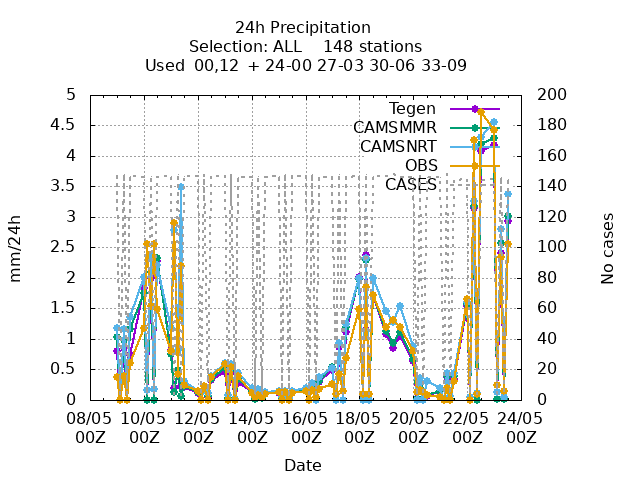 24h Precipitation
Selection: ALL 148 stations
Used 00,12 + 24-00 27-03 30-06 33-09
5 200
4.5 180
4 160
3.5 140
3 120
2.5 100
2 80
1.5 60
1 40
0.5 20
0 0
Tegen
CAMSMMR
CAMSNRT
OBS
CASES
mm/24h
No cases
08/05 10/05 12/05 14/05 16/05 18/05 20/05 22/05 24/05
00Z 00Z 00Z 00Z 00Z 00Z 00Z 00Z 00Z
Date